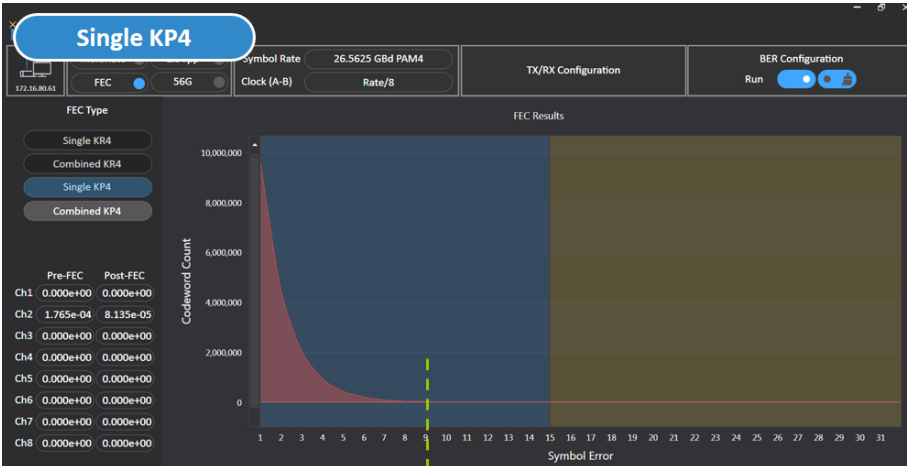 Single KP4
Symbol Rate
26.5625 GBd PAM4
TX/RX Configuration
BER Configuration
172.16.80.61
FEC
56G
Clock (A-B)
Rate/8
Run
FEC Type
Single KR4
Combined KR4
Single KP4
Combined KP4
Pre-FEC Post-FEC
Ch1 0.000e+00 0.000e+00
Ch2 1.765e-04 8.135e-05
Ch3 0.000e+00 0.000e+00
Ch4 0.000e+00 0.000e+00
Ch5 0.000e+00 0.000e+00
Ch6 0.000e+00 0.000e+00
Ch7 0.000e+00 0.000e+00
Ch8 0.000e+00 0.000e+00
FEC Results
Codeword Count
10,000,000
8,000,000
6,000,000
4,000,000
2,000,000
0
1 2 3 4 5 6 7 8 9 10 11 12 13 14 15 16 17 18 19 20 21 22 23 24 25 26 27 28 29 30 31
Symbol Error